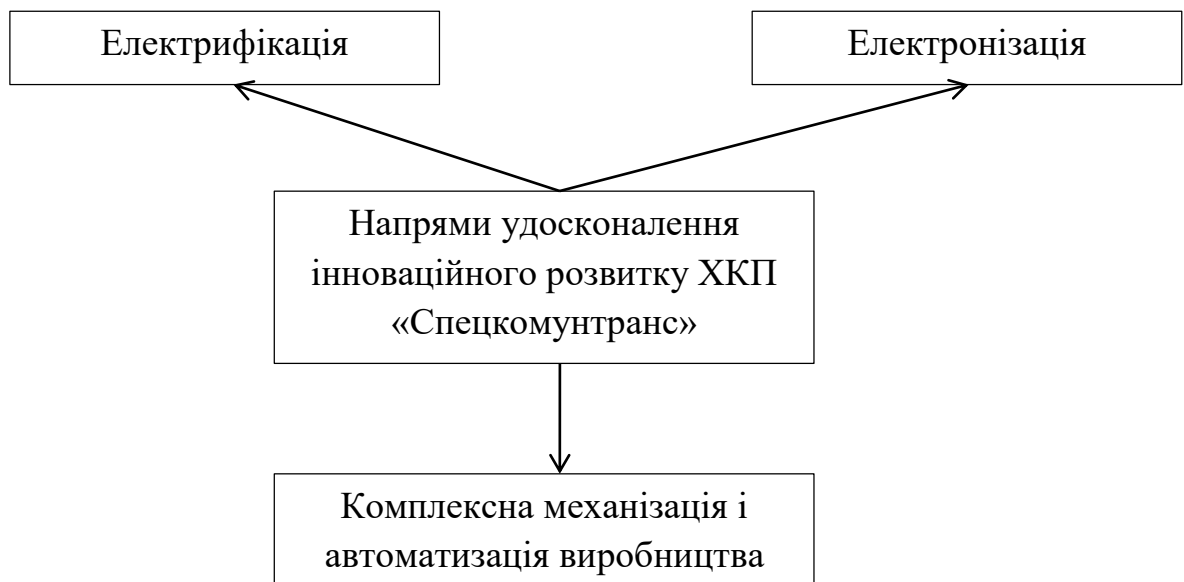 Електрифікація
Електронізація
Напрями удосконалення
інноваційного розвитку ХКП
«Спецкомунтранс»
Комплексна механізація і
автоматизація виробництва